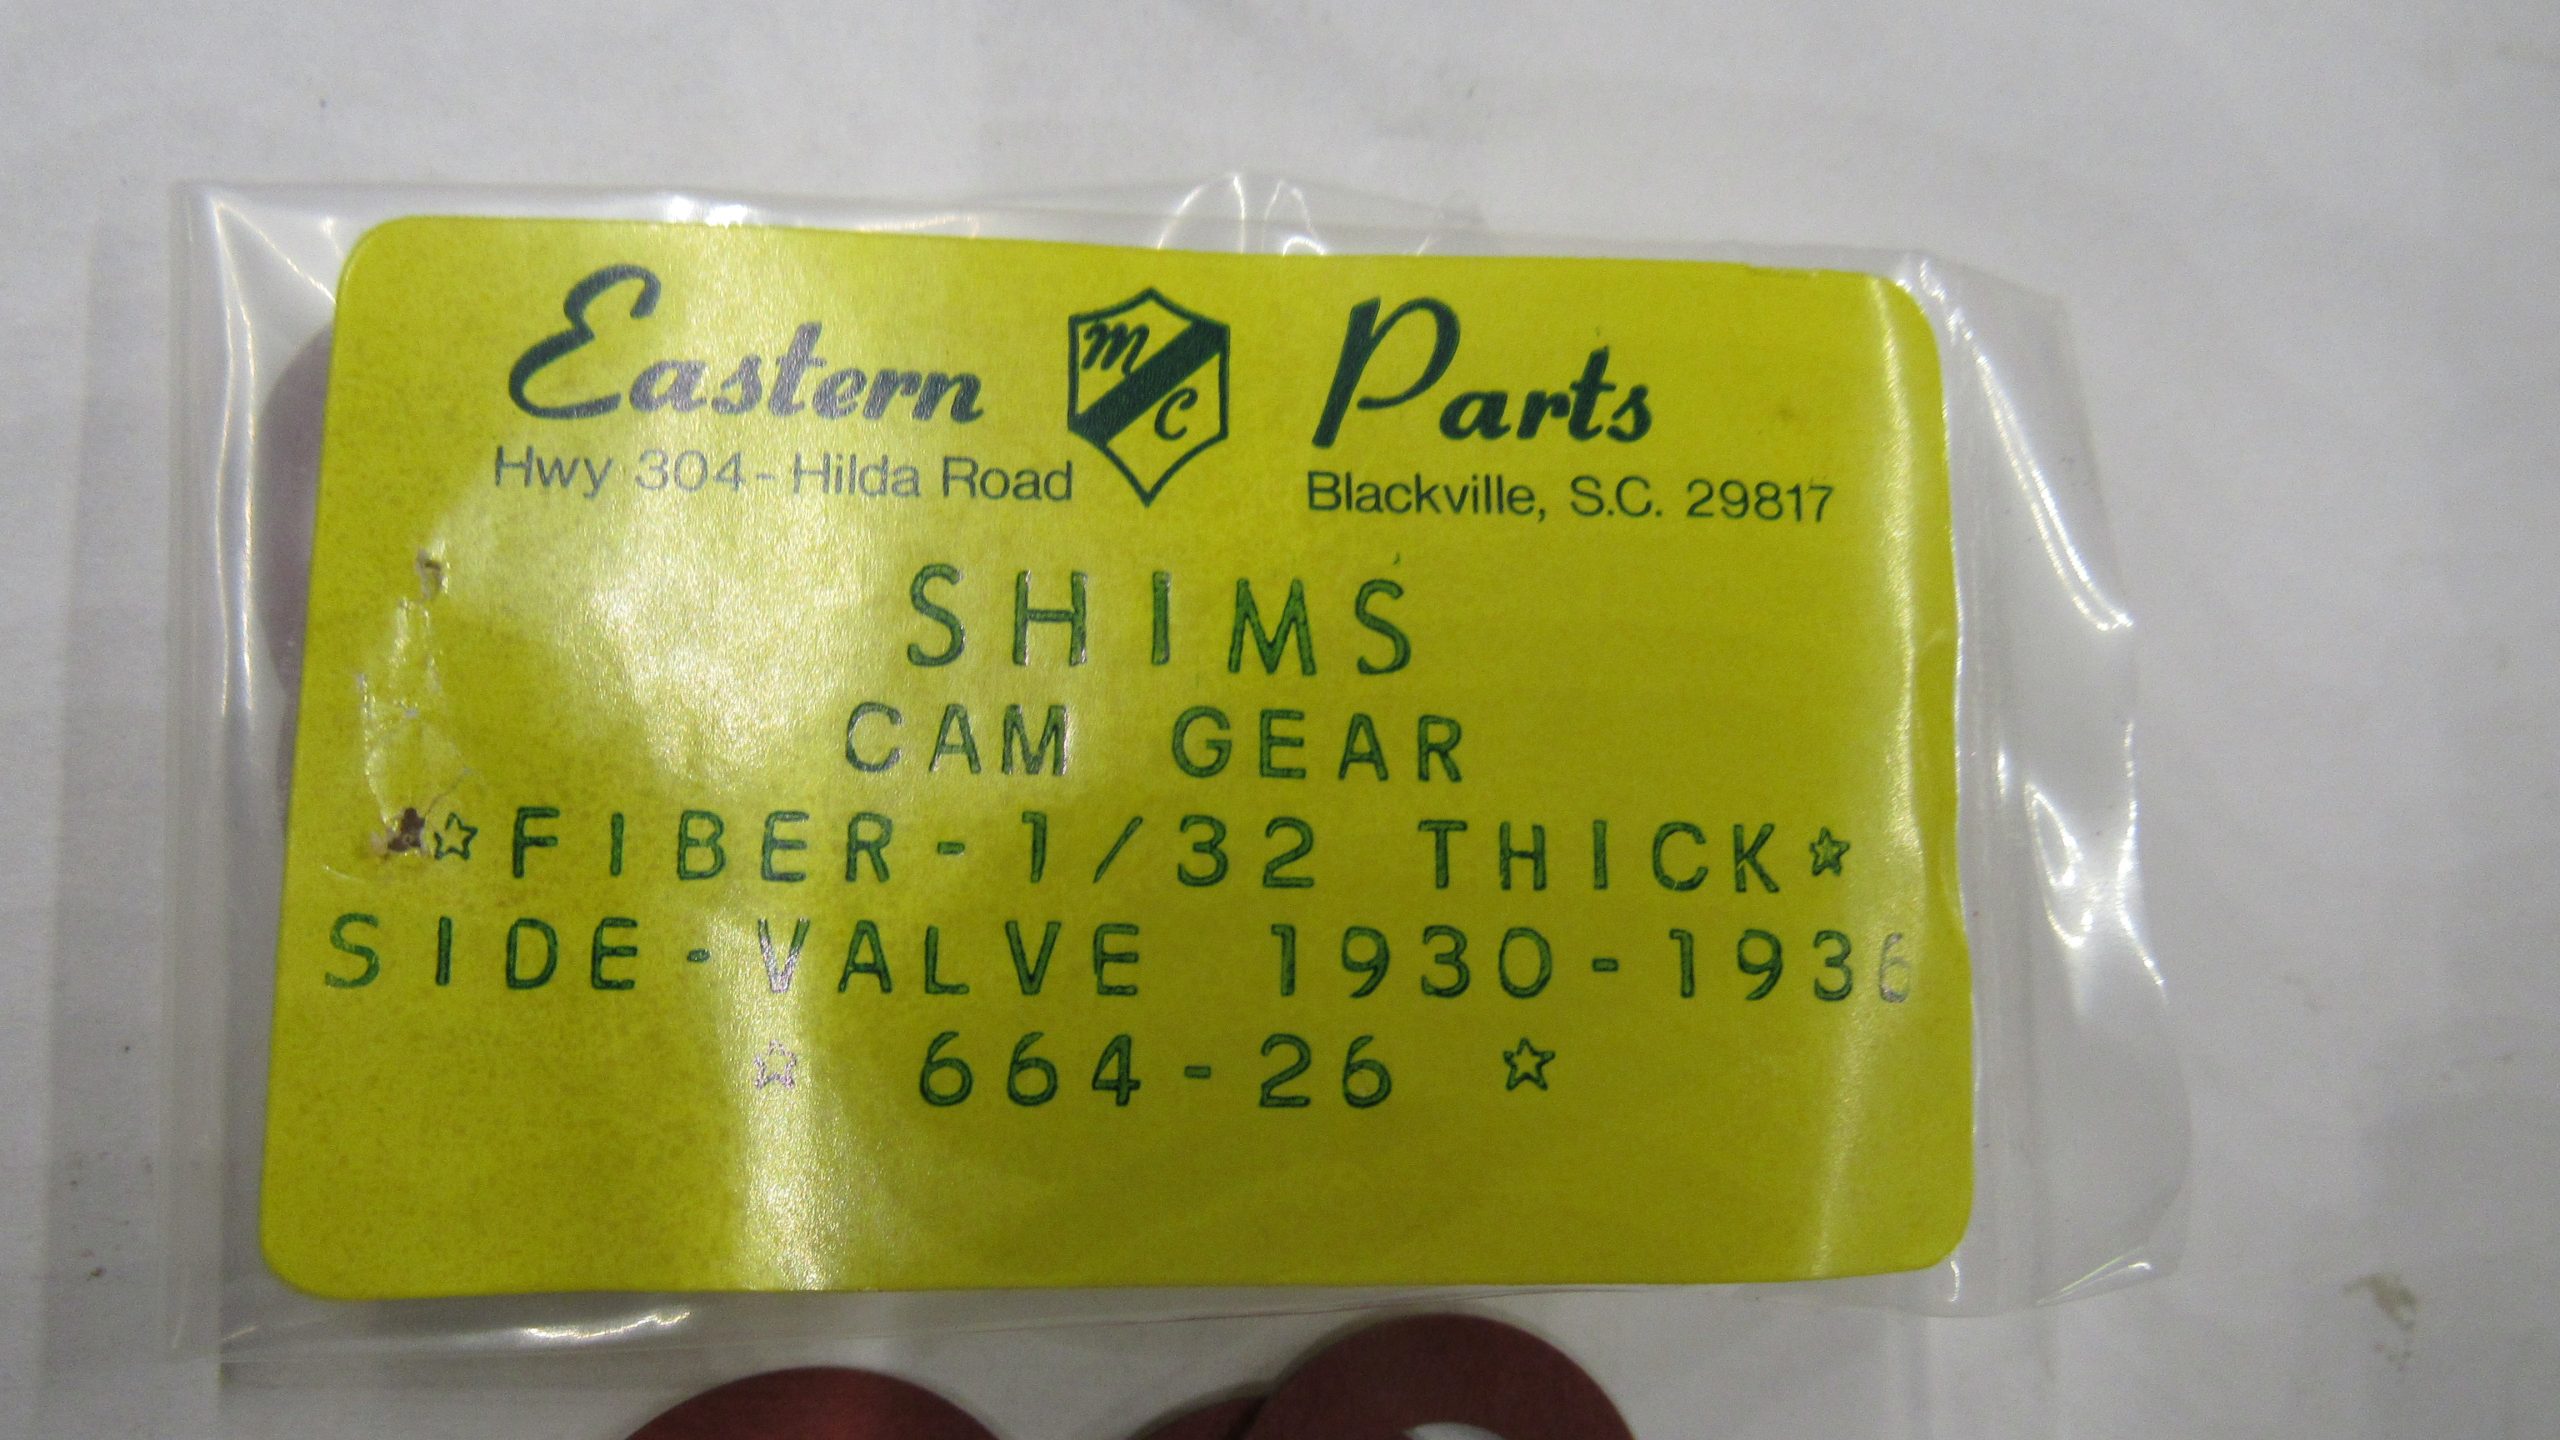 Eastern MC Parts
Hwy 304 - Hilda Road Blackville, S.C. 29817
SHIMS
CAM GEAR
☆FIBER-1/32 THICK☆
SIDE-VALVE 1930-1936
☆ 664-26 ☆